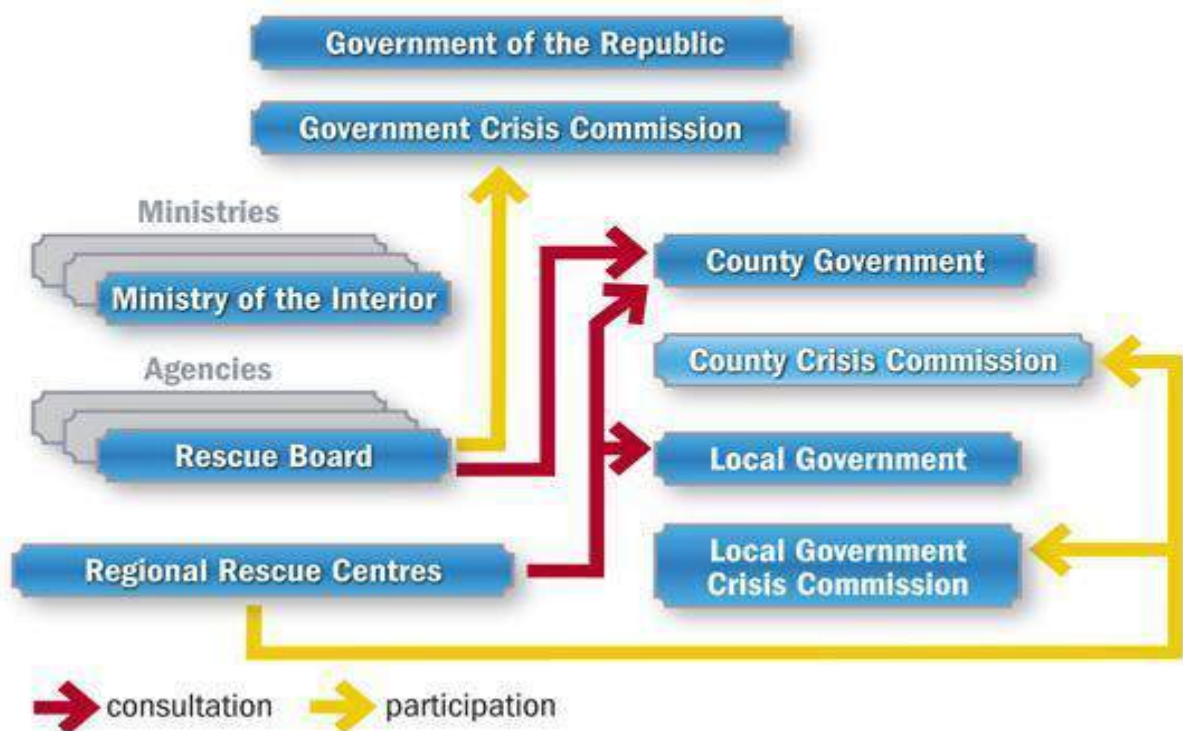 Government of the Republic
Government Crisis Commission
Ministries
Ministry of the Interior
County Government
County Crisis Commission
Agencies
Rescue Board
Local Government
Regional Rescue Centres
Local Government
Crisis Commission
consultation
participation